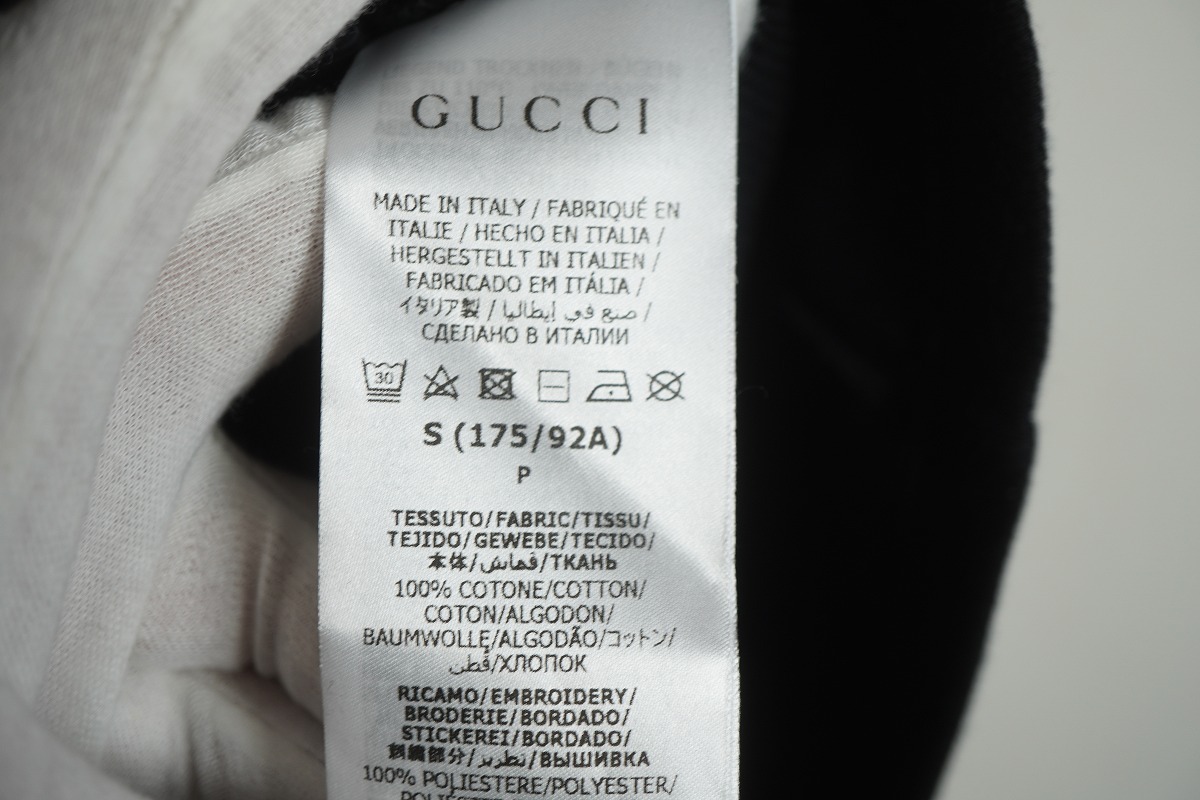 GUCCI
MADE IN ITALY / FABRIQUÉ EN
ITALIE / HECHO EN ITALIA /
HERGESTELLT IN ITALIEN /
FABRICADO EM ITÁLIA /
イタリア製 / صنع في إيطاليا /
СДЕЛАНО В ИТАЛИИ
30
S (175/92A)
P
TESSUTO/FABRIC/TISSU/
TEJIDO/GEWEBE/TECIDO/
本体/قماش/ТКАНЬ
100% COTONE/COTTON/
COTON/ALGODON/
BAUMWOLLE/ALGODÃO/コットン/
قطن/ХЛОПОК
RICAMO/EMBROIDERY/
BRODERIE/BORDADO/
STICKEREI/BORDADO/
刺繍部分/تطريز/ВЫШИВКА
100% POLIESTERE/POLYESTER/